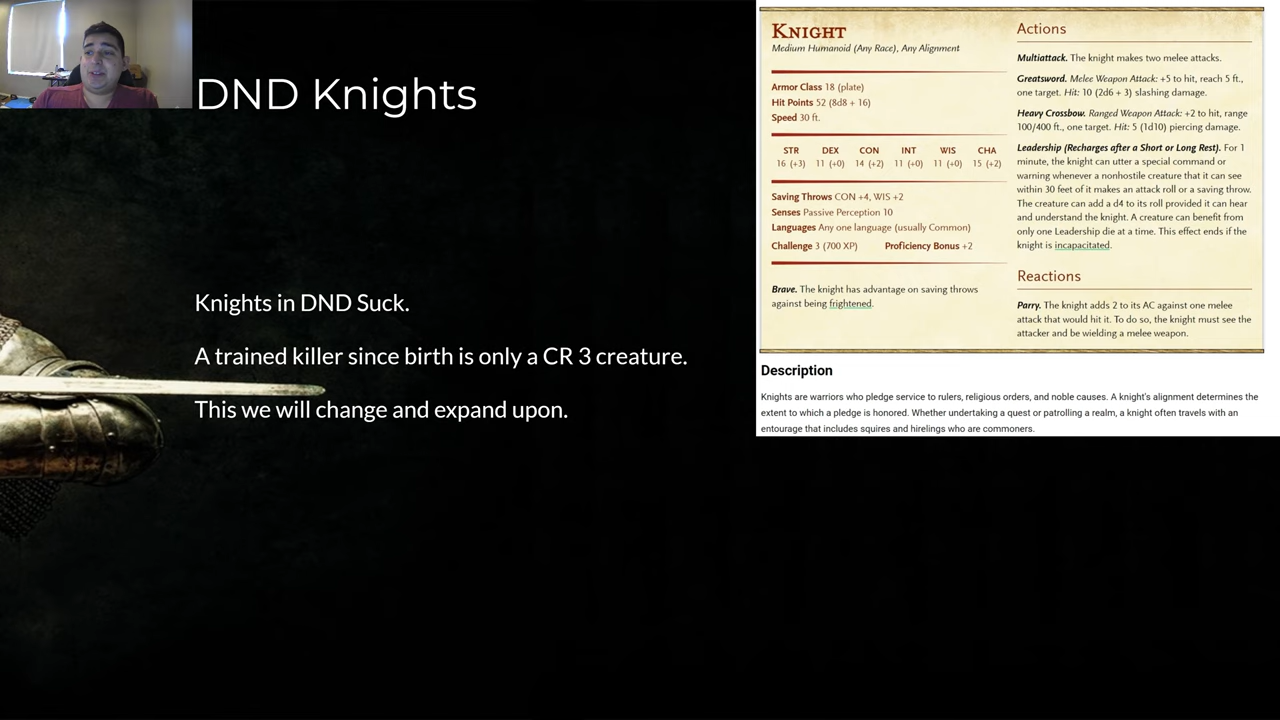 DND Knights
Knights in DND Suck.
A trained killer since birth is only a CR 3 creature.
This we will change and expand upon.
Knight
Medium Humanoid (Any Race), Any Alignment
Armor Class 18 (plate)
Hit Points 52 (8d8 + 16)
Speed 30 ft.
STR DEX CON INT WIS CHA
16 (+3) 11 (+0) 14 (+2) 11 (+0) 11 (+0) 15 (+2)
Saving Throws CON +4, WIS +2
Senses Passive Perception 10
Languages Any one language (usually Common)
Challenge 3 (700 XP) Proficiency Bonus +2
Brave. The knight has advantage on saving throws
against being frightened.
Actions
Multiattack. The knight makes two melee attacks.
Greatsword. Melee Weapon Attack: +5 to hit, reach 5 ft.,
one target. Hit: 10 (2d6 + 3) slashing damage.
Heavy Crossbow. Ranged Weapon Attack: +2 to hit, range
100/400 ft., one target. Hit: 5 (1d10) piercing damage.
Leadership (Recharges after a Short or Long Rest). For 1
minute, the knight can utter a special command or
warning whenever a nonhostile creature that it can see
within 30 feet of it makes an attack roll or a saving throw.
The creature can add a d4 to its roll provided it can hear
and understand the knight. A creature can benefit from
only one Leadership die at a time. This effect ends if the
knight is incapacitated.
Reactions
Parry. The knight adds 2 to its AC against one melee
attack that would hit it. To do so, the knight must see the
attacker and be wielding a melee weapon.
Description
Knights are warriors who pledge service to rulers, religious orders, and noble causes. A knight's alignment determines the
extent to which a pledge is honored. Whether undertaking a quest or patrolling a realm, a knight often travels with an
entourage that includes squires and hirelings who are commoners.